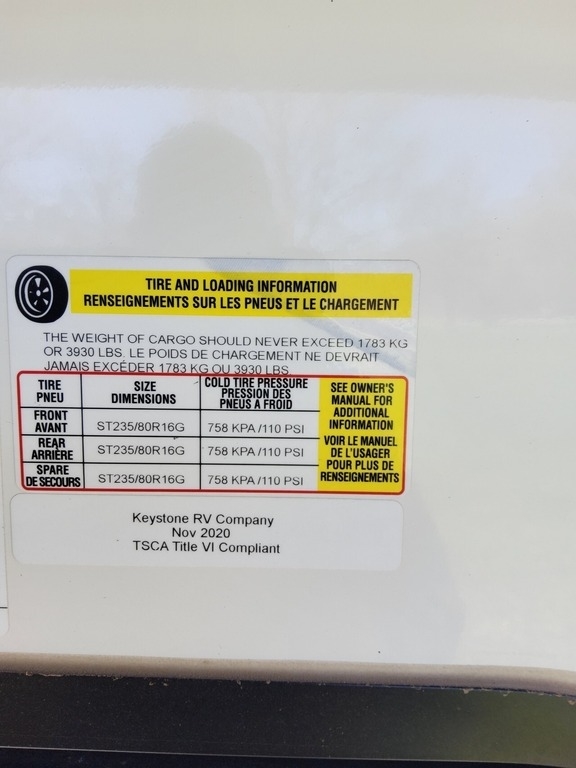 TIRE AND LOADING INFORMATION
RENSEIGNEMENTS SUR LES PNEUS ET LE CHARGEMENT
THE WEIGHT OF CARGO SHOULD NEVER EXCEED 1783 KG
OR 3930 LBS. LE POIDS DE CHARGEMENT NE DEVRAIT
JAMAIS EXCÉDER 1783 KG OU 3930 LBS.
TIRE
PNEU
SIZE
DIMENSIONS
COLD TIRE PRESSURE
PRESSION DES
PNEUS A FROID
FRONT
AVANT
ST235/80R16G
758 KPA /110 PSI
REAR
ARRIÈRE
ST235/80R16G
758 KPA /110 PSI
SPARE
DE SECOURS
ST235/80R16G
758 KPA /110 PSI
SEE OWNER'S
MANUAL FOR
ADDITIONAL
INFORMATION
VOIR LE MANUEL
DE L'USAGER
POUR PLUS DE
RENSEIGNEMENTS
Keystone RV Company
Nov 2020
TSCA Title VI Compliant